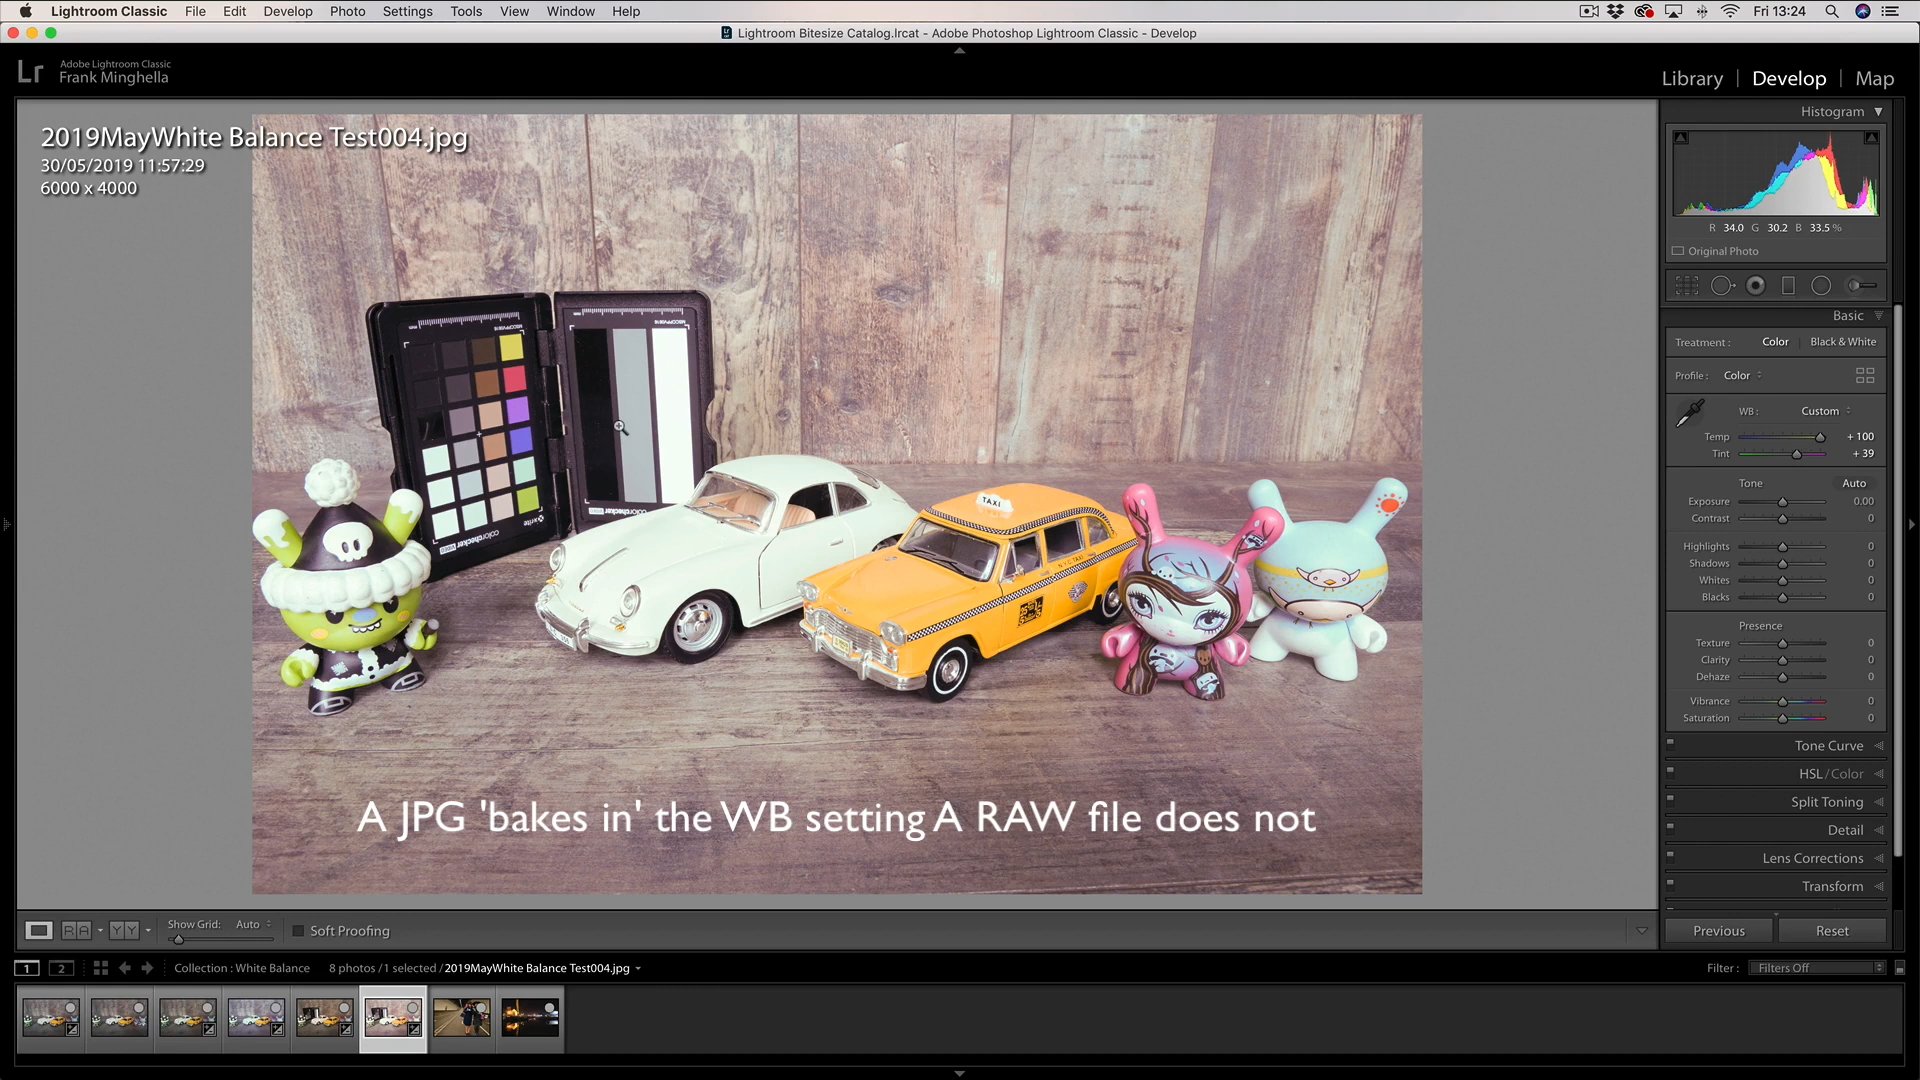 Lightroom Classic File Edit Develop Photo Settings Tools View Window Help Fri 13:24
Lightroom Bitesize Catalog.lrcat - Adobe Photoshop Lightroom Classic - Develop
Lr Adobe Lightroom Classic
Frank Minghella
Library | Develop | Map
2019MayWhite Balance Test004.jpg
30/05/2019 11:57:29
6000 x 4000
TAXI
colorchecker
x-rite
A JPG 'bakes in' the WB setting A RAW file does not
Histogram
R 34.0 G 30.2 B 33.5 %
Original Photo
Basic
Treatment : Color Black & White
Profile : Color
WB : Custom
Temp + 100
Tint + 39
Tone Auto
Exposure 0.00
Contrast 0
Highlights 0
Shadows 0
Whites 0
Blacks 0
Presence
Texture 0
Clarity 0
Dehaze 0
Vibrance 0
Saturation 0
Tone Curve
HSL / Color
Split Toning
Detail
Lens Corrections
Transform
Previous Reset
R A Y Y Show Grid: Auto Soft Proofing
1 2 Collection : White Balance 8 photos / 1 selected / 2019MayWhite Balance Test004.jpg Filter : Filters Off